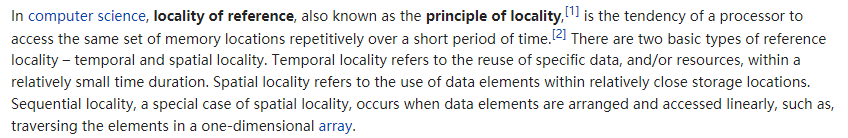 In computer science, locality of reference, also known as the principle of locality,[1] is the tendency of a processor to
access the same set of memory locations repetitively over a short period of time.[2] There are two basic types of reference
locality – temporal and spatial locality. Temporal locality refers to the reuse of specific data, and/or resources, within a
relatively small time duration. Spatial locality refers to the use of data elements within relatively close storage locations.
Sequential locality, a special case of spatial locality, occurs when data elements are arranged and accessed linearly, such as,
traversing the elements in a one-dimensional array.